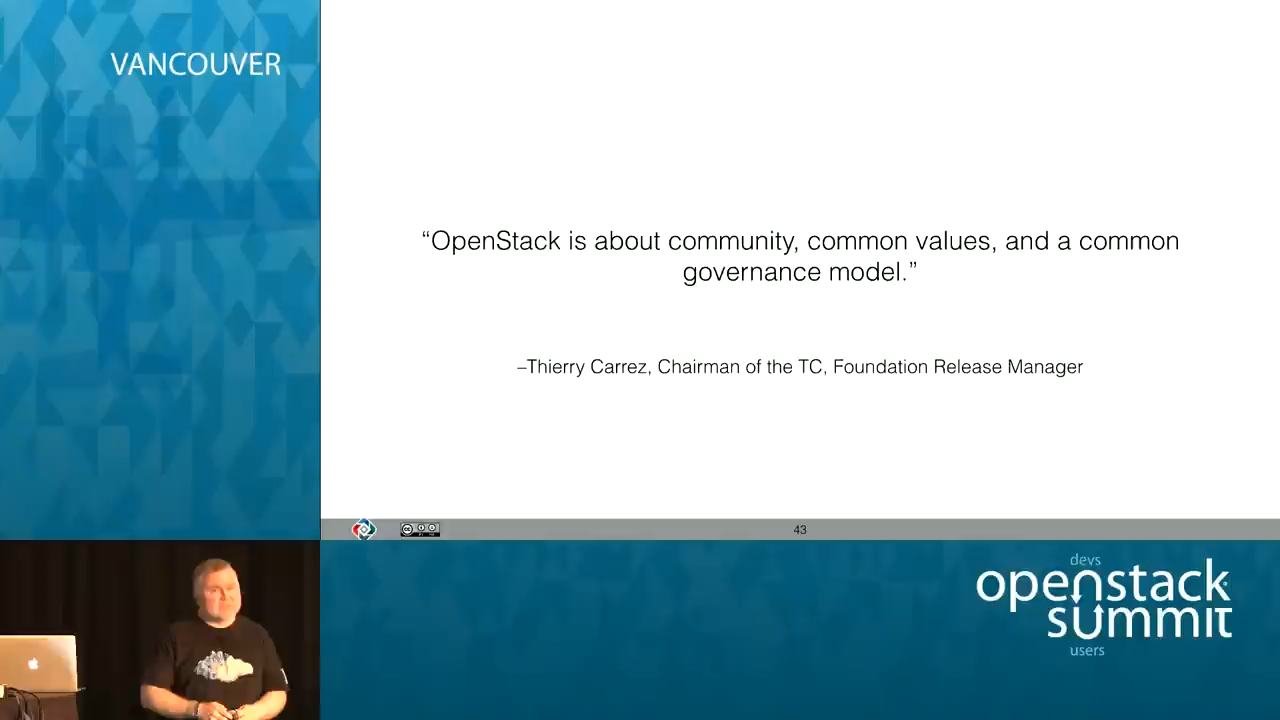 VANCOUVER
“OpenStack is about community, common values, and a common
governance model.”
–Thierry Carrez, Chairman of the TC, Foundation Release Manager
43
devs
openstack
summit
users